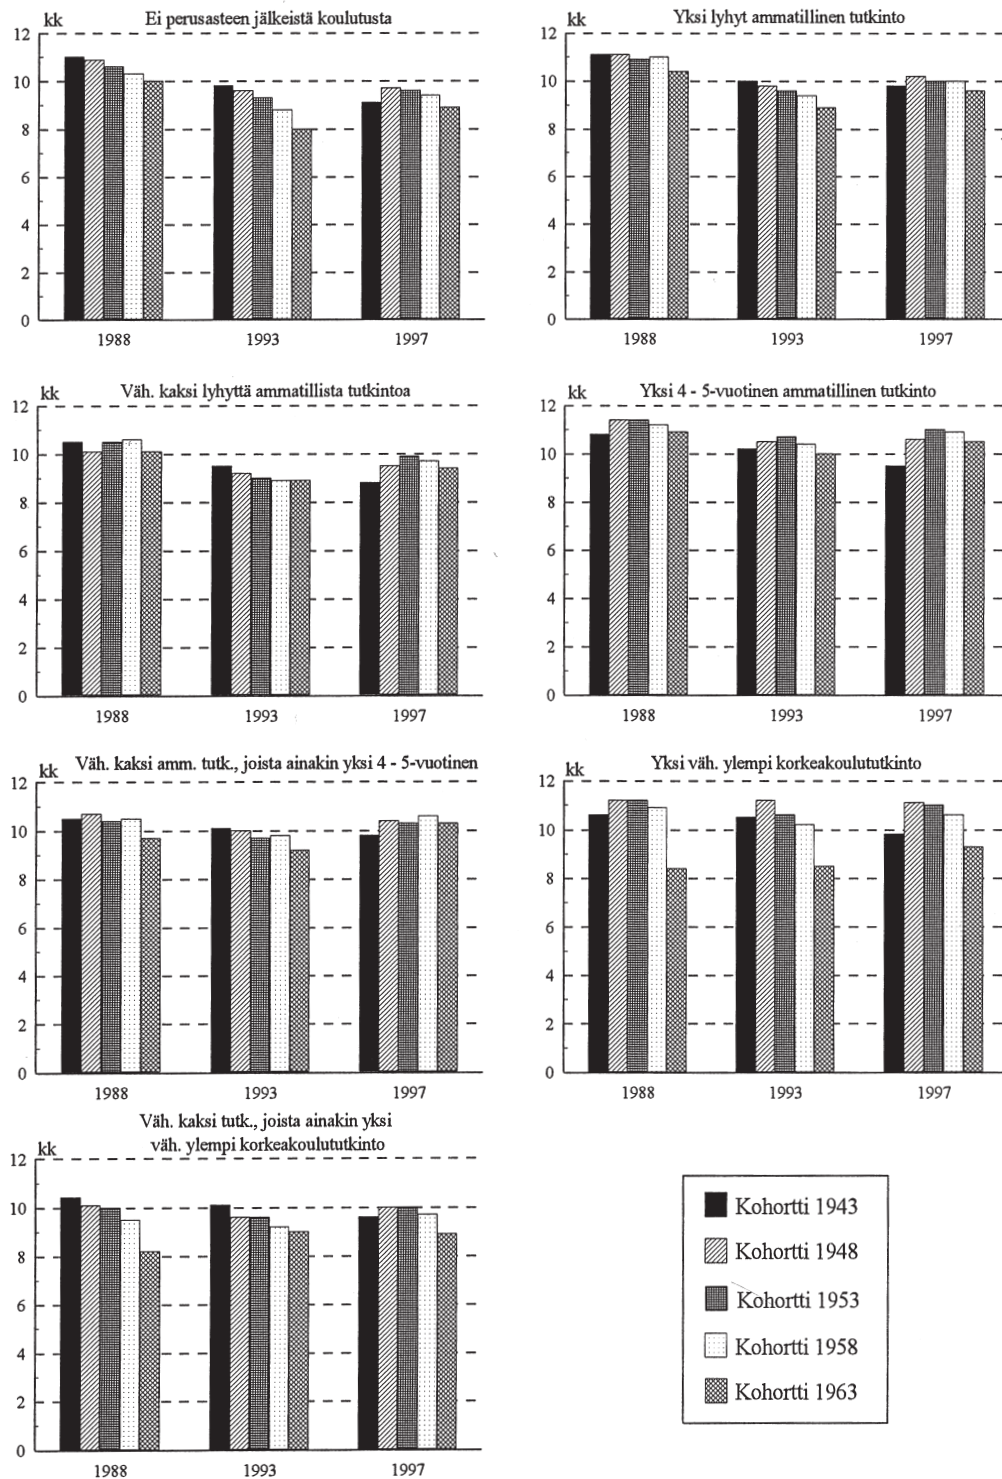 Ei perusasteen jälkeistä koulutusta
kk
12
10
8
6
4
2
0
1988 1993 1997
Yksi lyhyt ammatillinen tutkinto
kk
12
10
8
6
4
2
0
1988 1993 1997
Väh. kaksi lyhyttä ammatillista tutkintoa
kk
12
10
8
6
4
2
0
1988 1993 1997
Yksi 4 - 5-vuotinen ammatillinen tutkinto
kk
12
10
8
6
4
2
0
1988 1993 1997
Väh. kaksi amm. tutk., joista ainakin yksi 4 - 5-vuotinen
kk
12
10
8
6
4
2
0
1988 1993 1997
Yksi väh. ylempi korkeakoulututkinto
kk
12
10
8
6
4
2
0
1988 1993 1997
Väh. kaksi tutk., joista ainakin yksi
väh. ylempi korkeakoulututkinto
kk
12
10
8
6
4
2
0
1988 1993 1997
Kohortti 1943
Kohortti 1948
Kohortti 1953
Kohortti 1958
Kohortti 1963